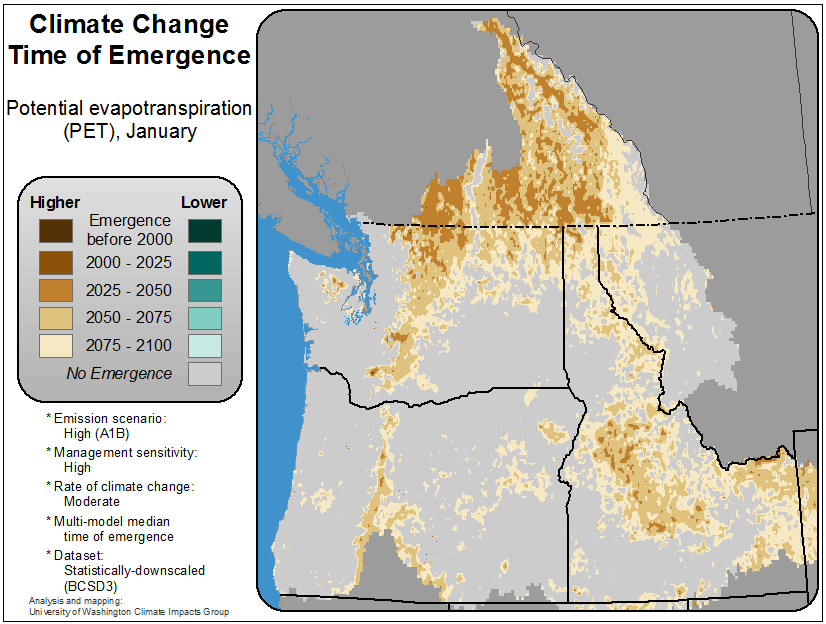 Climate Change
Time of Emergence
Potential evapotranspiration
(PET), January
Higher Lower
Emergence
before 2000
2000 - 2025
2025 - 2050
2050 - 2075
2075 - 2100
No Emergence
* Emission scenario:
High (A1B)
* Management sensitivity:
High
* Rate of climate change:
Moderate
* Multi-model median
time of emergence
* Dataset:
Statistically-downscaled
(BCSD3)
Analysis and mapping:
University of Washington Climate Impacts Group